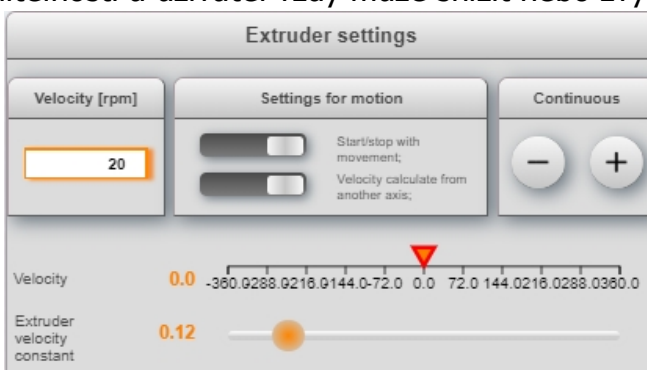 Extruder settings
Velocity [rpm]
Settings for motion
Continuous
20
Start/stop with
movement;
Velocity calculate from
another axis;
−
+
Velocity
0.0
-360.0288.0216.0144.0-72.0 0.0 72.0 144.0216.0288.0360.0
Extruder
velocity
constant
0.12